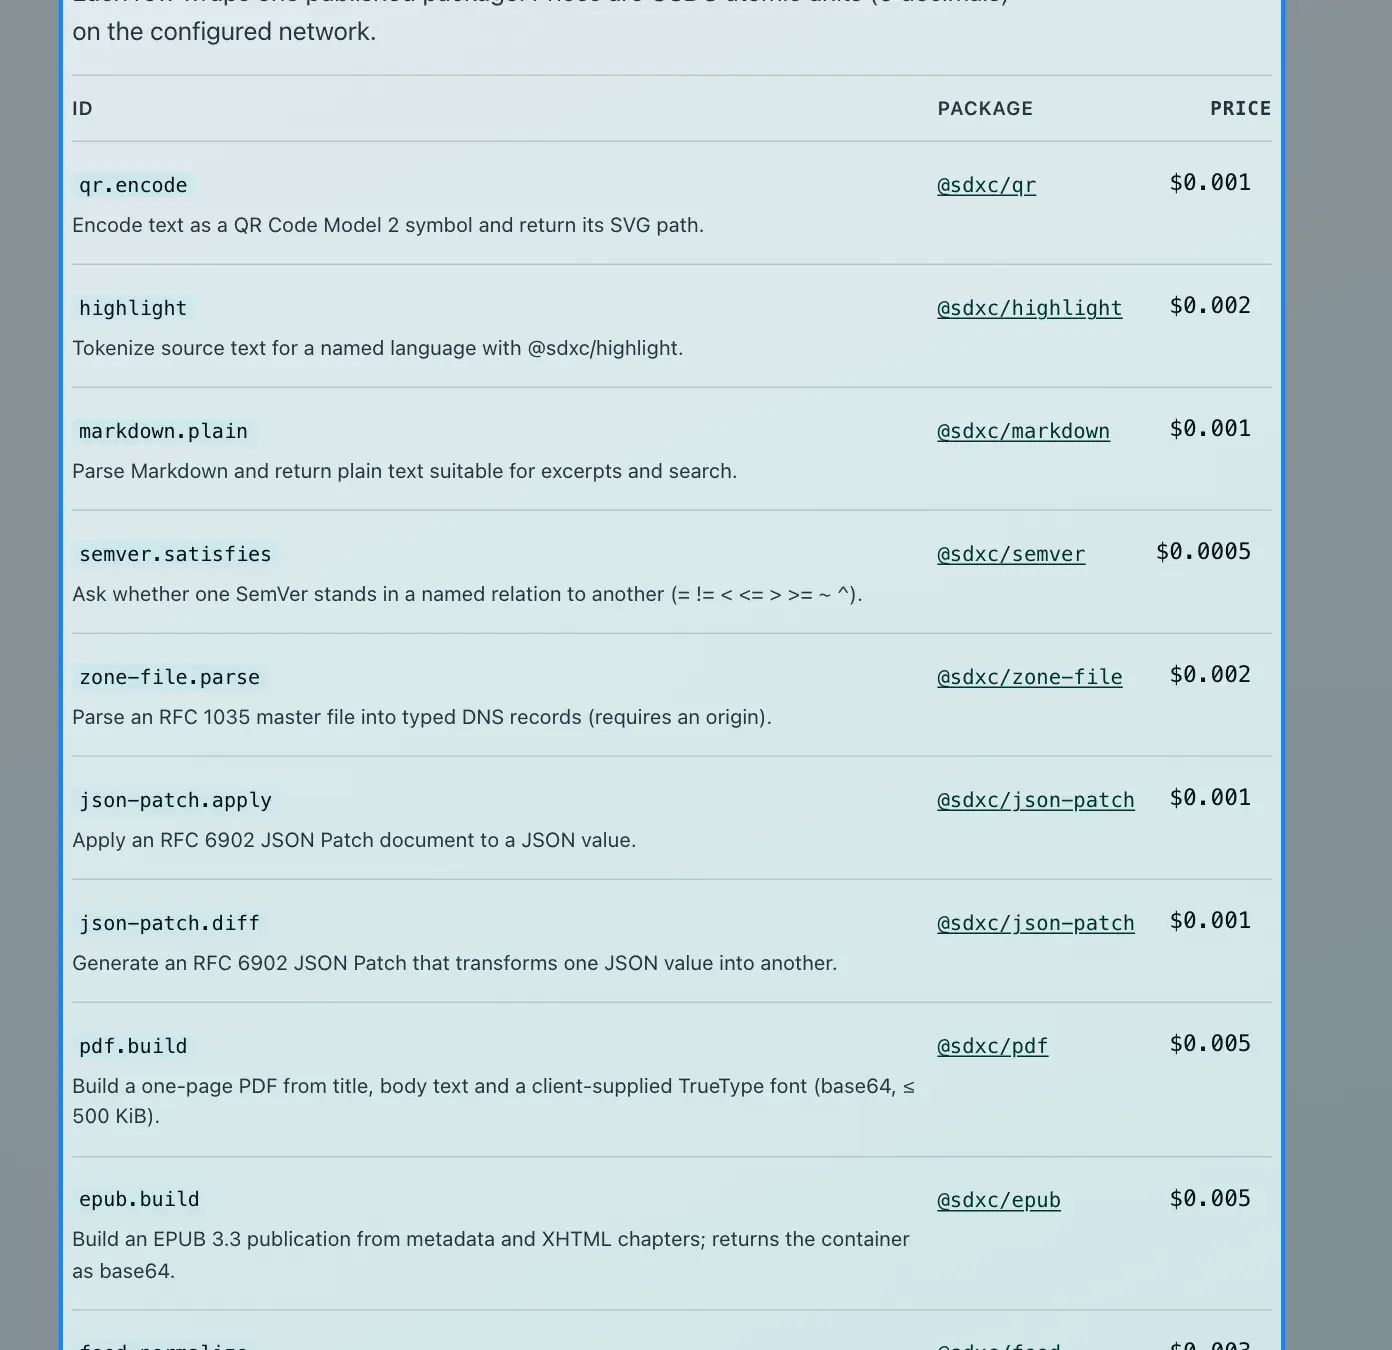 on the configured network.
ID PACKAGE PRICE
qr.encode @sdxc/qr $0.001
Encode text as a QR Code Model 2 symbol and return its SVG path.
highlight @sdxc/highlight $0.002
Tokenize source text for a named language with @sdxc/highlight.
markdown.plain @sdxc/markdown $0.001
Parse Markdown and return plain text suitable for excerpts and search.
semver.satisfies @sdxc/semver $0.0005
Ask whether one SemVer stands in a named relation to another (= != < <= > >= ~ ^).
zone-file.parse @sdxc/zone-file $0.002
Parse an RFC 1035 master file into typed DNS records (requires an origin).
json-patch.apply @sdxc/json-patch $0.001
Apply an RFC 6902 JSON Patch document to a JSON value.
json-patch.diff @sdxc/json-patch $0.001
Generate an RFC 6902 JSON Patch that transforms one JSON value into another.
pdf.build @sdxc/pdf $0.005
Build a one-page PDF from title, body text and a client-supplied TrueType font (base64, ≤
500 KiB).
epub.build @sdxc/epub $0.005
Build an EPUB 3.3 publication from metadata and XHTML chapters; returns the container
as base64.